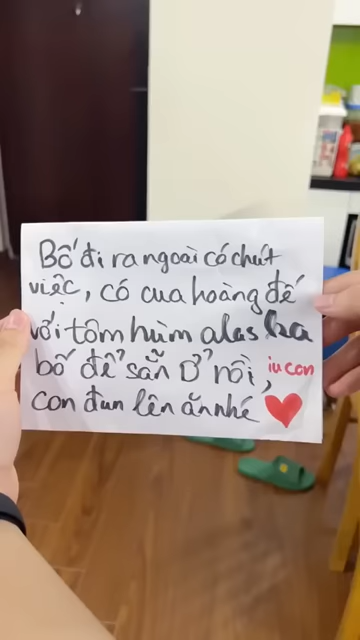 Bố đi ra ngoài có chút
việc, có cua hoàng đế
với tôm hùm alaska
bố để sẵn ở rồi,
iu con
con đun lên ăn nhé